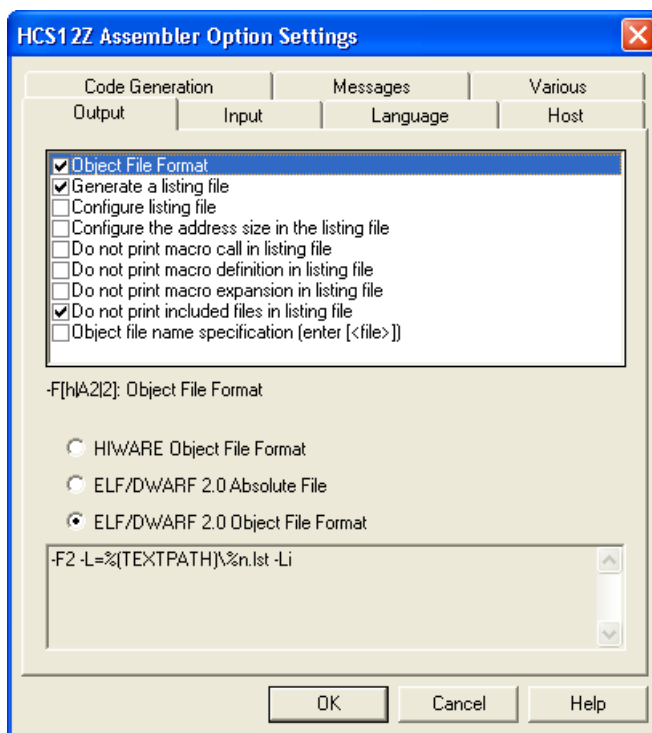 HCS12Z Assembler Option Settings
Code Generation Messages Various
Output Input Language Host
Object File Format
Generate a listing file
Configure listing file
Configure the address size in the listing file
Do not print macro call in listing file
Do not print macro definition in listing file
Do not print macro expansion in listing file
Do not print included files in listing file
Object file name specification (enter [<file>])
-F[h|A2|2]: Object File Format
HIWARE Object File Format
ELF/DWARF 2.0 Absolute File
ELF/DWARF 2.0 Object File Format
-F2 -L=%(TEXTPATH)\%n.lst -Li
OK Cancel Help